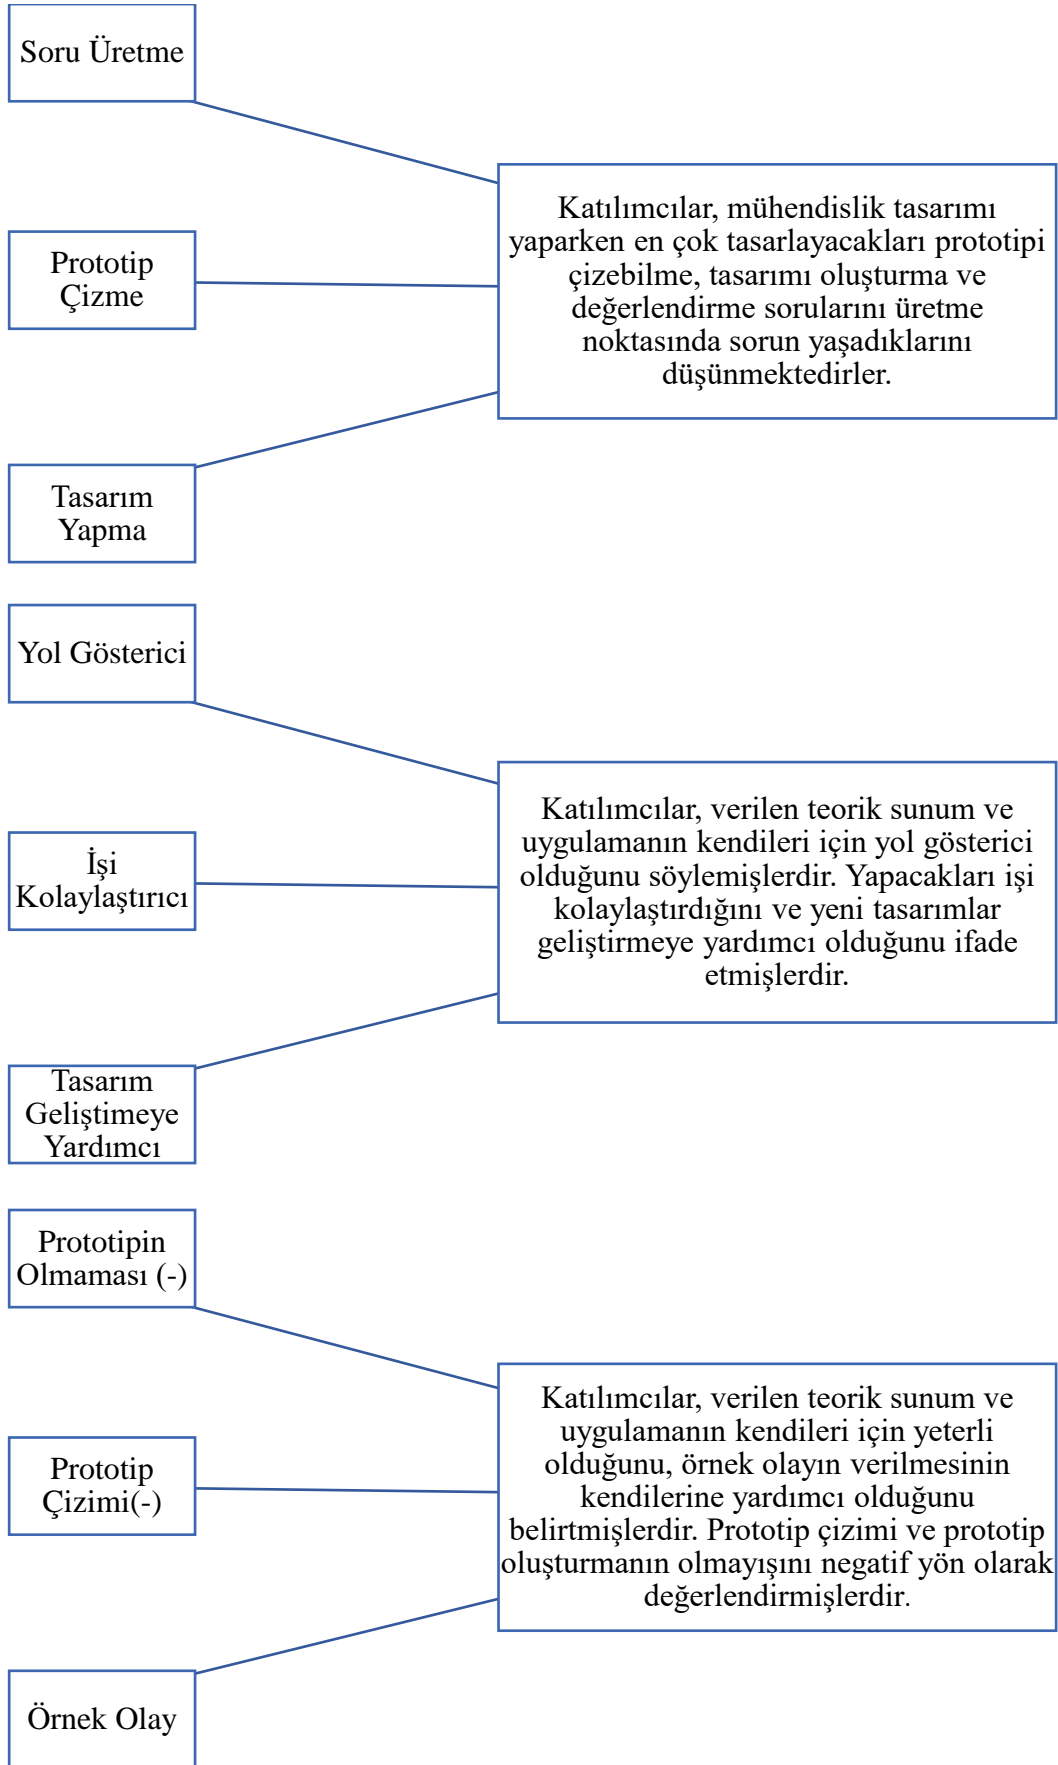 Soru Üretme
Katılımcılar, mühendislik tasarımı
yaparken en çok tasarlayacakları prototipi
çizebilme, tasarımı oluşturma ve
değerlendirme sorularını üretme
noktasında sorun yaşadıklarını
düşünmektedirler.
Prototip
Çizme
Tasarım
Yapma
Yol Gösterici
Katılımcılar, verilen teorik sunum ve
uygulamanın kendileri için yol gösterici
olduğunu söylemişlerdir. Yapacakları işi
kolaylaştırdığını ve yeni tasarımlar
geliştirmeye yardımcı olduğunu ifade
etmişlerdir.
İşi
Kolaylaştırıcı
Tasarım
Geliştimeye
Yardımcı
Prototipin
Olmaması (-)
Katılımcılar, verilen teorik sunum ve
uygulamanın kendileri için yeterli
olduğunu, örnek olayın verilmesinin
kendilerine yardımcı olduğunu
belirtmişlerdir. Prototip çizimi ve prototip
oluşturmanın olmayışını negatif yön olarak
değerlendirmişlerdir.
Prototip
Çizimi(-)
Örnek Olay